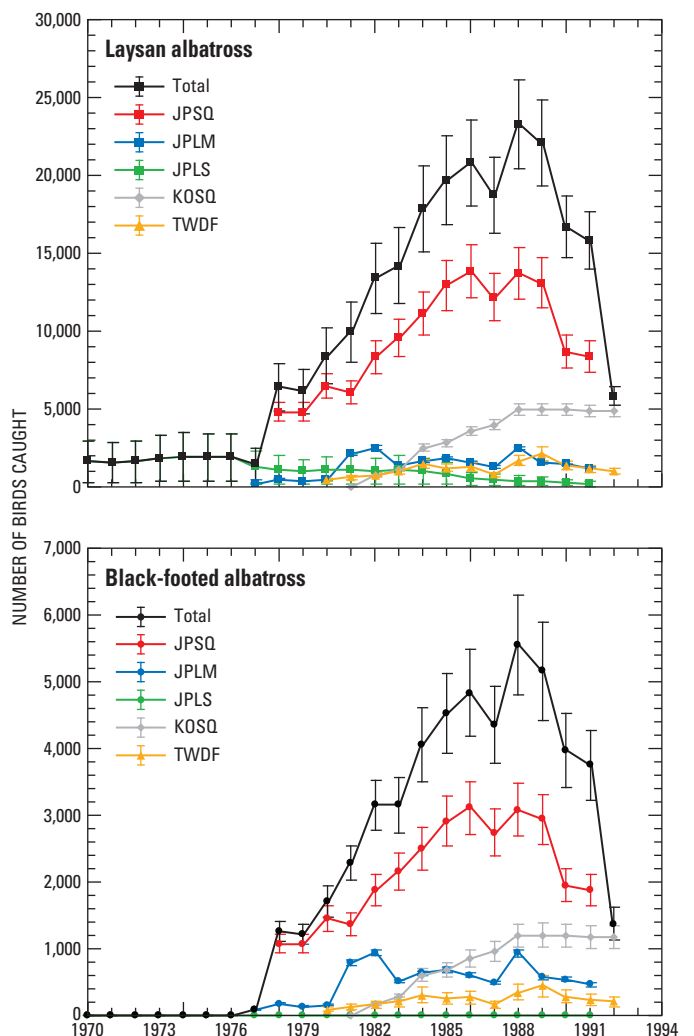 30,000
Laysan albatross
Total
25,000
JPSQ
JPLM
JPLS
20,000
KOSQ
TWDF
15,000
10,000
5,000
0
NUMBER OF BIRDS CAUGHT
7,000
Black-footed albatross
6,000
Total
JPSQ
JPLM
5,000
JPLS
KOSQ
TWDF
4,000
3,000
2,000
1,000
0
1970 1973 1976 1979 1982 1985 1988 1991 1994